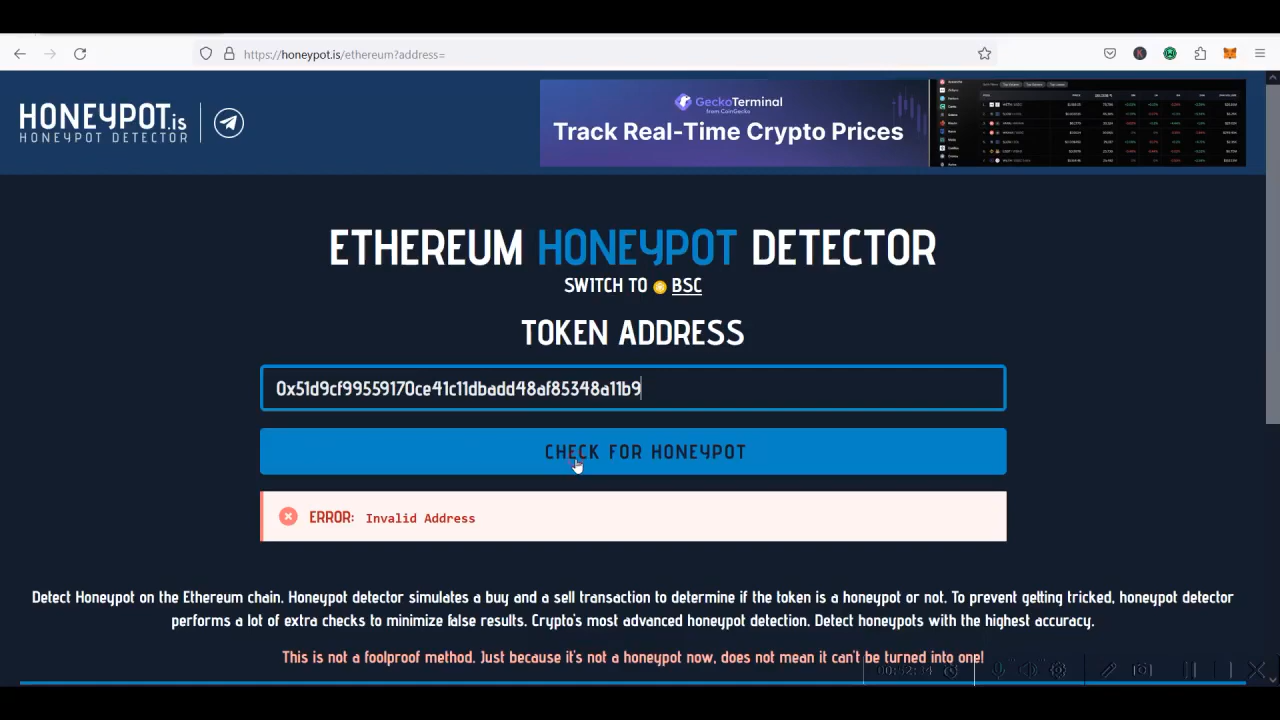 https://honeypot.is/ethereum?address=
HONEYPOT.is
HONEYPOT DETECTOR
GeckoTerminal
from CoinGecko
Track Real-Time Crypto Prices
ETHEREUM HONEYPOT DETECTOR
SWITCH TO BSC
TOKEN ADDRESS
0x51d9cf99559170ce41c11dbadd48af85348a11b9
CHECK FOR HONEYPOT
ERROR: Invalid Address
Detect Honeypot on the Ethereum chain. Honeypot detector simulates a buy and a sell transaction to determine if the token is a honeypot or not. To prevent getting tricked, honeypot detector
performs a lot of extra checks to minimize false results. Crypto's most advanced honeypot detection. Detect honeypots with the highest accuracy.
This is not a foolproof method. Just because it's not a honeypot now, does not mean it can't be turned into one!